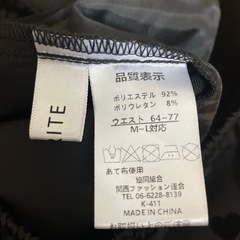 RITE
品質表示
ポリエステル 92%
ポリウレタン 8%
ウエスト 64~77
M~L対応
あて布使用
協同組合
関西ファッション連合
TEL 06-6228-8139
K-411
MADE IN CHINA